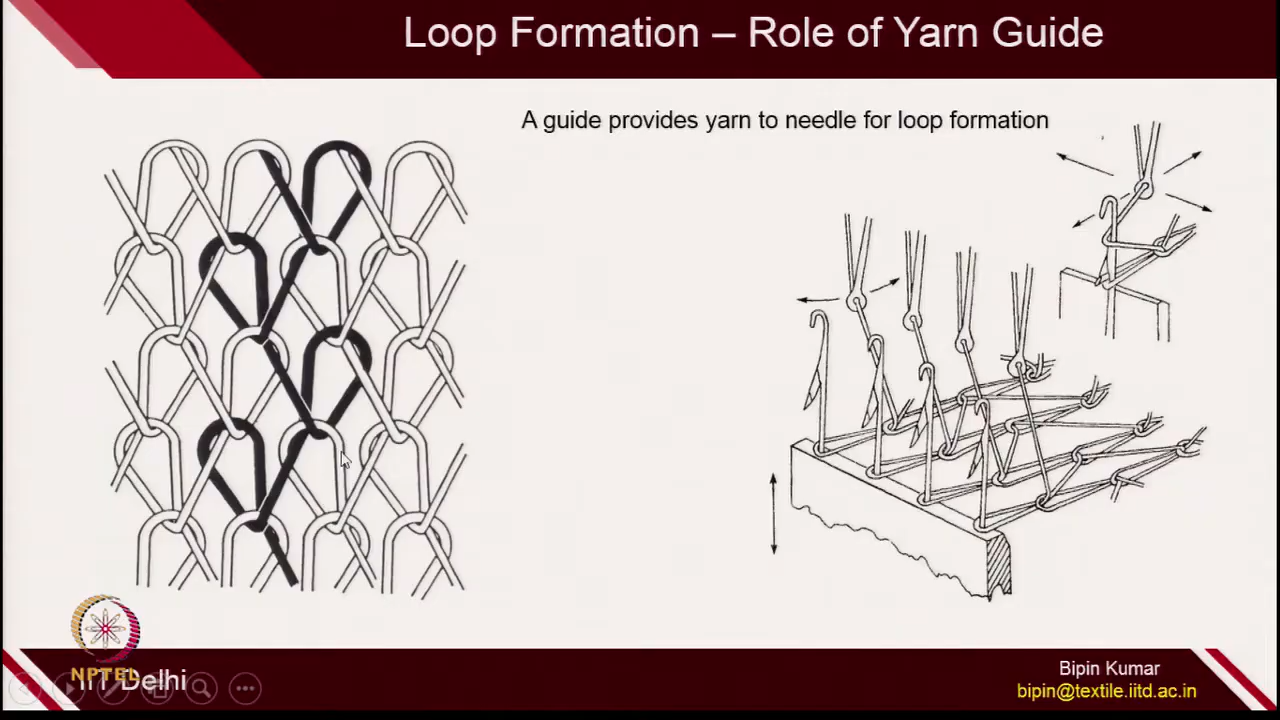 Loop Formation – Role of Yarn Guide
A guide provides yarn to needle for loop formation
NPTEL
IIT Delhi
Bipin Kumar
bipin@textile.iitd.ac.in